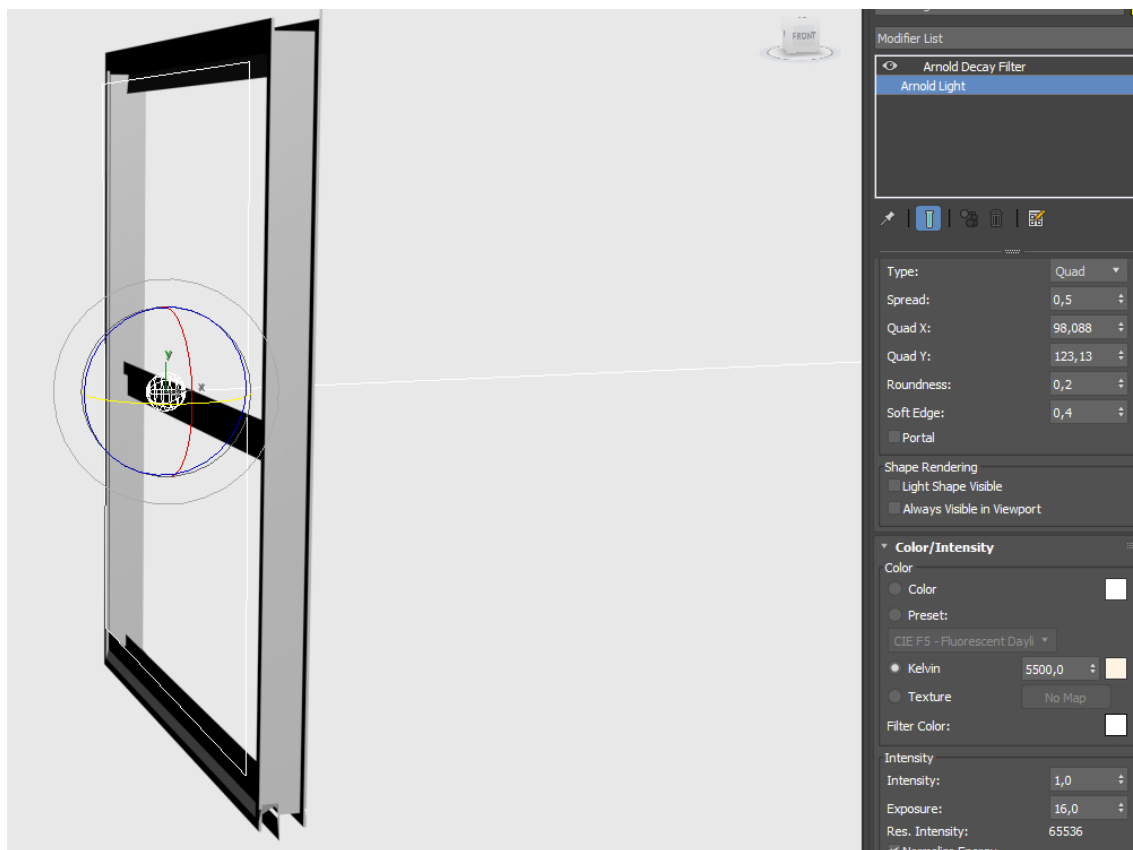 FRONT
y
x
Modifier List
Arnold Decay Filter
Arnold Light
Type: Quad
Spread: 0,5
Quad X: 98,088
Quad Y: 123,13
Roundness: 0,2
Soft Edge: 0,4
Portal
Shape Rendering
Light Shape Visible
Always Visible in Viewport
Color/Intensity
Color
Color
Preset:
CIE F5 - Fluorescent Dayli
Kelvin 5500,0
Texture No Map
Filter Color:
Intensity
Intensity: 1,0
Exposure: 16,0
Res. Intensity: 65536
Normalize Energy